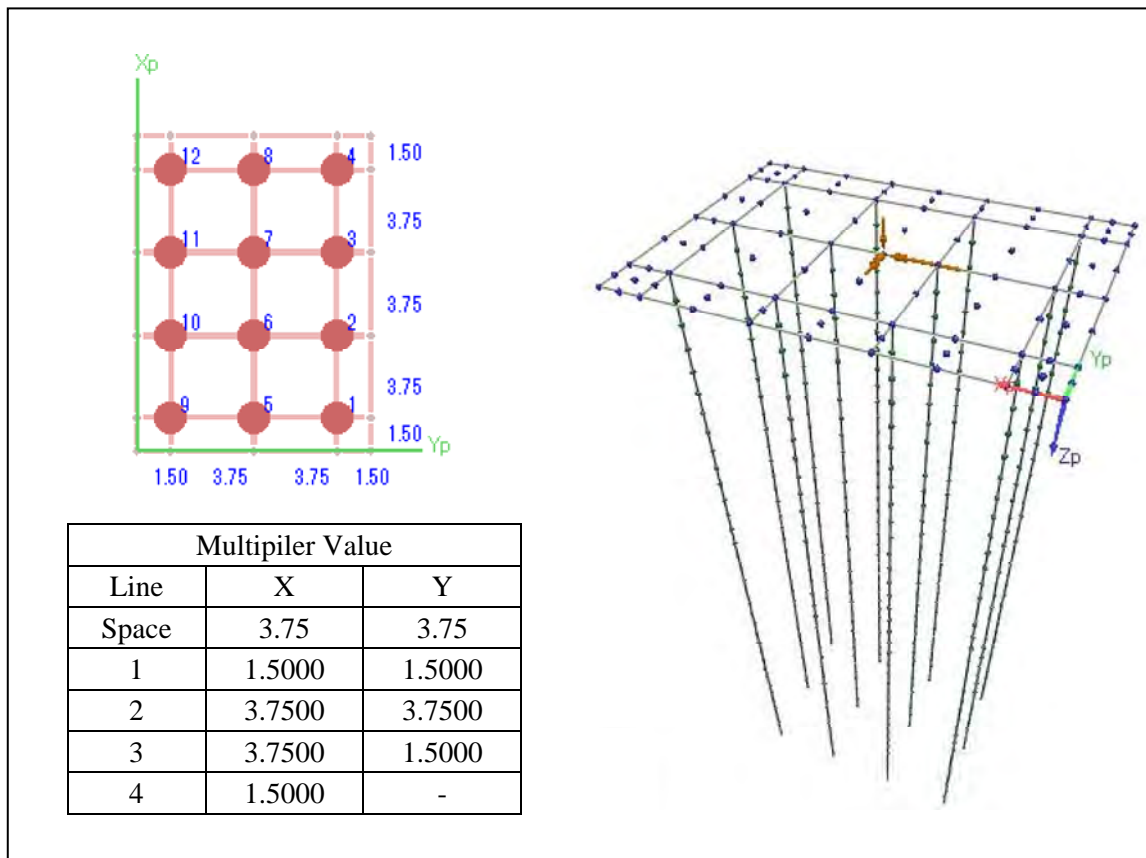 Xp
12 8 4 1.50
3.75
11 7 3
3.75
10 6 2
3.75
9 5 1
1.50
Yp
1.50 3.75 3.75 1.50
Multipiler Value
Line X Y
Space 3.75 3.75
1 1.5000 1.5000
2 3.7500 3.7500
3 3.7500 1.5000
4 1.5000 -
Yp
Xp
Zp